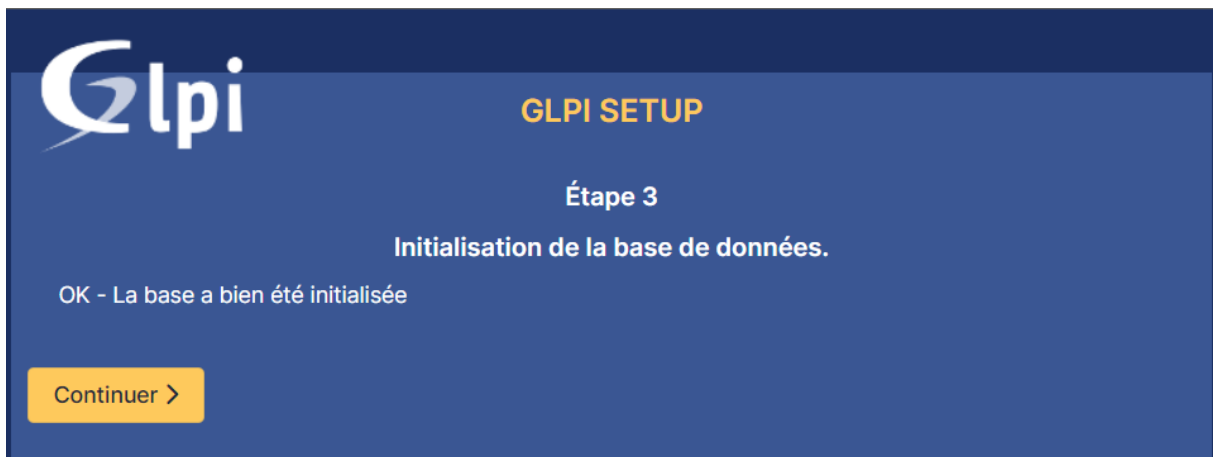 Glpi
GLPI SETUP
Étape 3
Initialisation de la base de données.
OK - La base a bien été initialisée
Continuer >